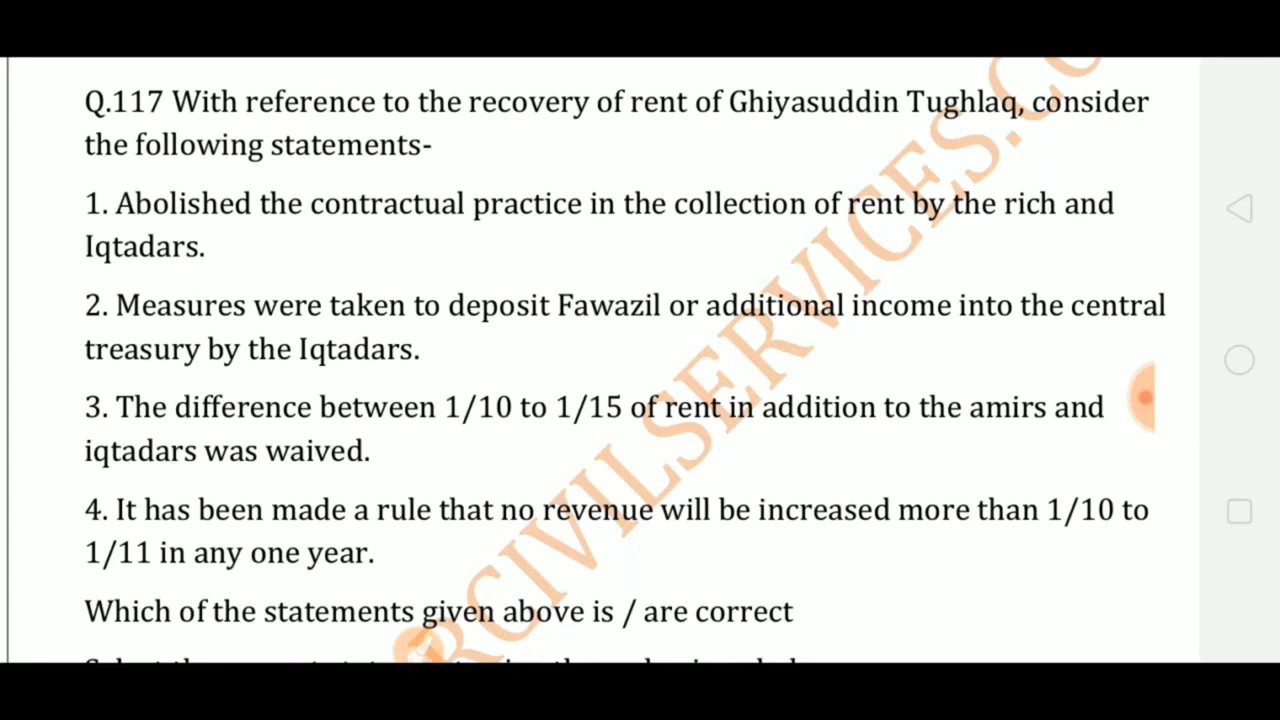 Q.117 With reference to the recovery of rent of Ghiyasuddin Tughlaq, consider
the following statements-
1. Abolished the contractual practice in the collection of rent by the rich and
Iqtadars.
2. Measures were taken to deposit Fawazil or additional income into the central
treasury by the Iqtadars.
3. The difference between 1/10 to 1/15 of rent in addition to the amirs and
iqtadars was waived.
4. It has been made a rule that no revenue will be increased more than 1/10 to
1/11 in any one year.
Which of the statements given above is / are correct
RCIVILSERVICES.CO